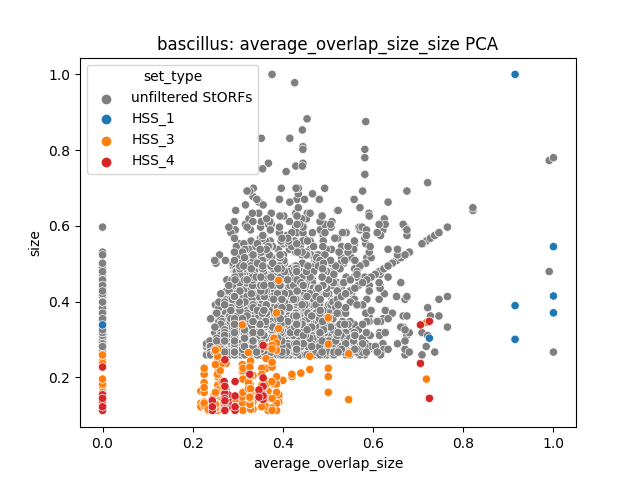 bascillus: average_overlap_size_size PCA
set_type
unfiltered StORFs
HSS_1
HSS_3
HSS_4
size
1.0
0.8
0.6
0.4
0.2
0.0 0.2 0.4 0.6 0.8 1.0
average_overlap_size